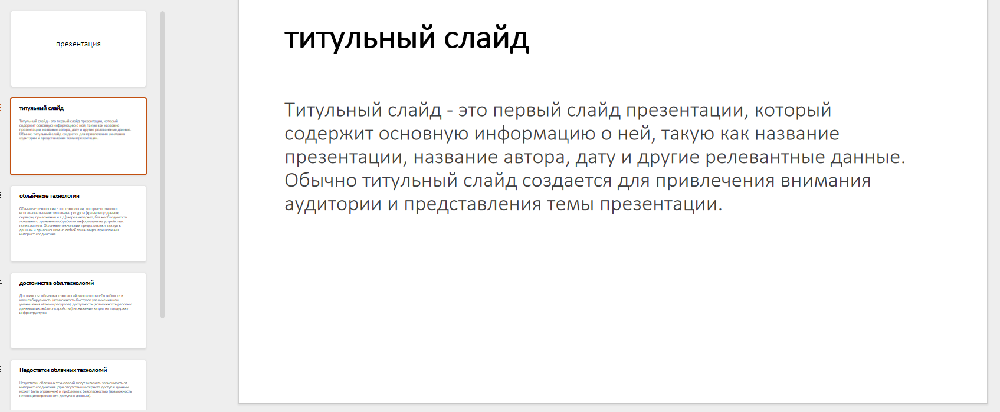 презентация
2
титульный слайд
Титульный слайд - это первый слайд презентации, который
содержит основную информацию о ней, такую как название
презентации, название автора, дату и другие релевантные данные.
Обычно титульный слайд создается для привлечения внимания
аудитории и представления темы презентации.
3
облайчные технологии
Облачные технологии - это технологии, которые позволяют
использовать вычислительные ресурсы (хранилище данных,
серверы, приложения и т.д.) через интернет, без необходимости
локального хранения и обработки информации на устройствах
пользователя. Облачные технологии предоставляют доступ к
данным и приложениям из любой точки мира, при наличии
интернет-соединения.
4
достоинства обл.технологий
Достоинства облачных технологий включают в себя гибкость и
масштабируемость (возможность быстрого увеличения или
уменьшения объема ресурсов), доступность (возможность работы с
данными из любого устройства) и снижение затрат на поддержку
инфраструктуры.
5
Недостатки облачных технологий
Недостатки облачных технологий могут включать зависимость от
интернет-соединения (при отсутствии интернета доступ к данным
может быть ограничен) и проблемы с безопасностью (возможность
несанкционированного доступа к данным).
титульный слайд
Титульный слайд - это первый слайд презентации, который
содержит основную информацию о ней, такую как название
презентации, название автора, дату и другие релевантные данные.
Обычно титульный слайд создается для привлечения внимания
аудитории и представления темы презентации.